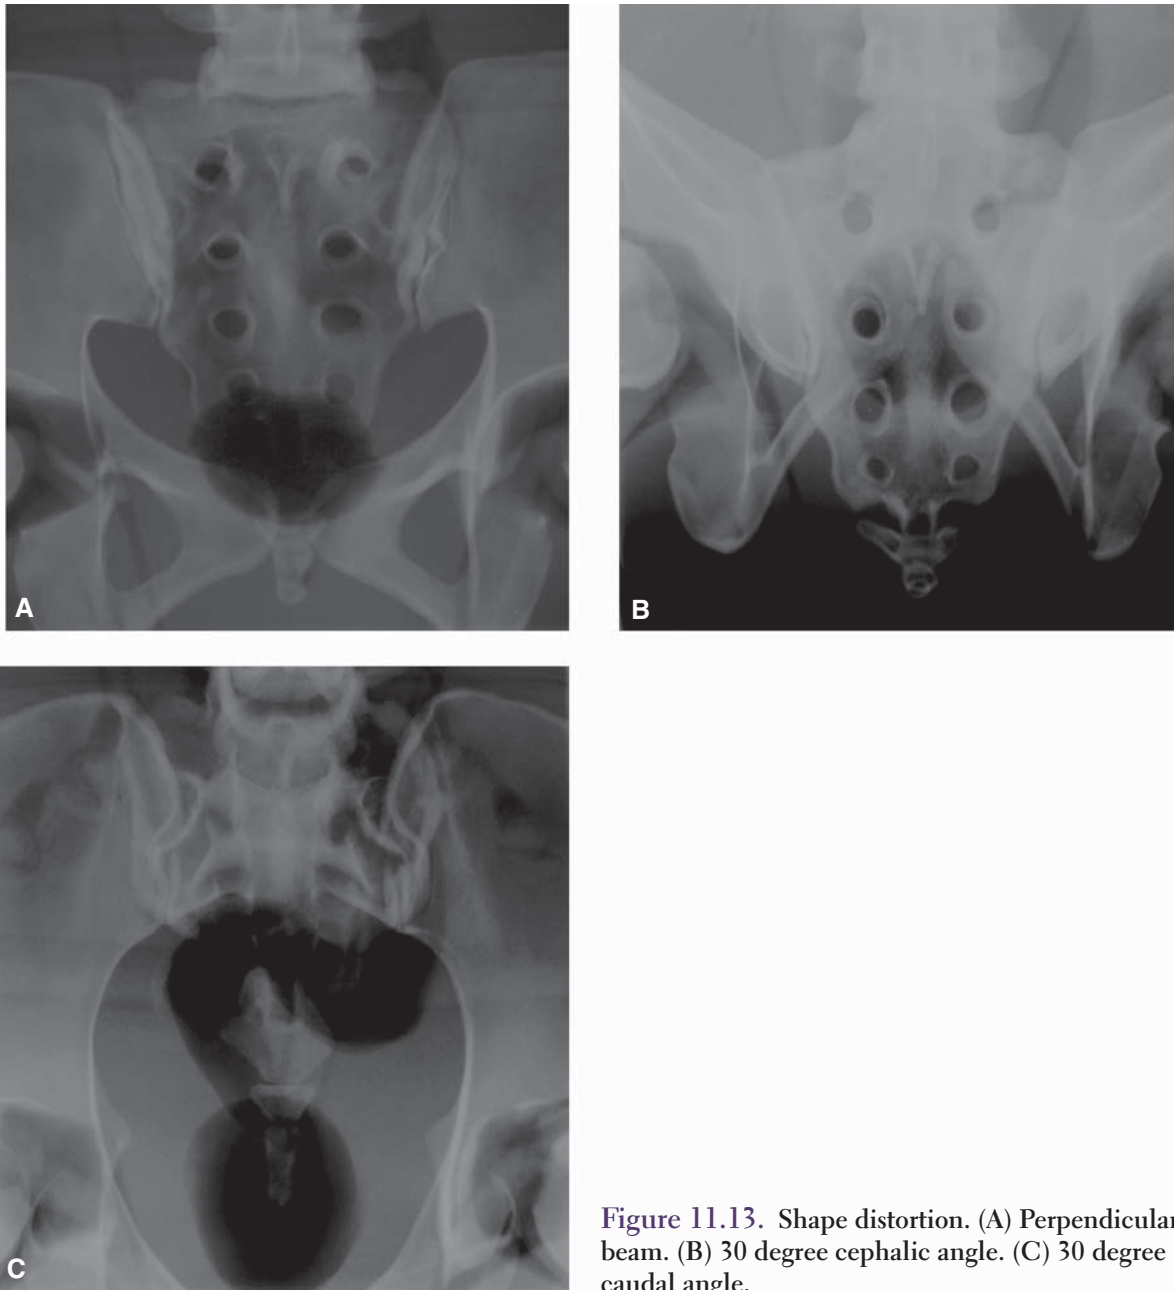 A
B
C
Figure 11.13. Shape distortion. (A) Perpendicular
beam. (B) 30 degree cephalic angle. (C) 30 degree
caudal angle.